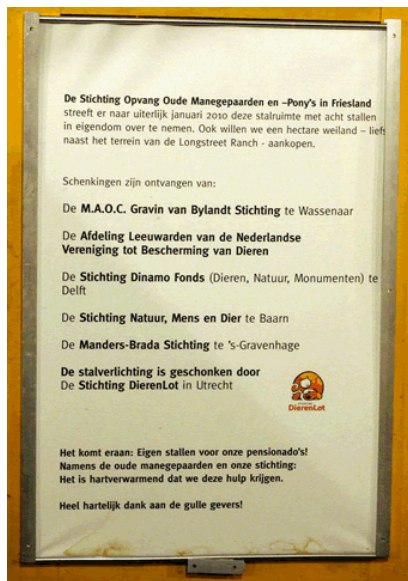 De Stichting Opvang Oude Manegepaarden en –Pony's in Friesland
streeft er naar uiterlijk januari 2010 deze stalruimte met acht stallen
in eigendom over te nemen. Ook willen we een hectare weiland – liefs
naast het terrein van de Longstreet Ranch - aankopen.
Schenkingen zijn ontvangen van:
De M.A.O.C. Gravin van Bylandt Stichting te Wassenaar
De Afdeling Leeuwarden van de Nederlandse
Vereniging tot Bescherming van Dieren
De Stichting Dinamo Fonds (Dieren, Natuur, Monumenten) te
Delft
De Stichting Natuur, Mens en Dier te Baarn
De Manders-Brada Stichting te 's-Gravenhage
De stalverlichting is geschonken door
De Stichting DierenLot in Utrecht
DierenLot
Het komt eraan: Eigen stallen voor onze pensionado's!
Namens de oude manegepaarden en onze stichting:
Het is hartverwarmend dat we deze hulp krijgen.
Heel hartelijk dank aan de gulle gevers!